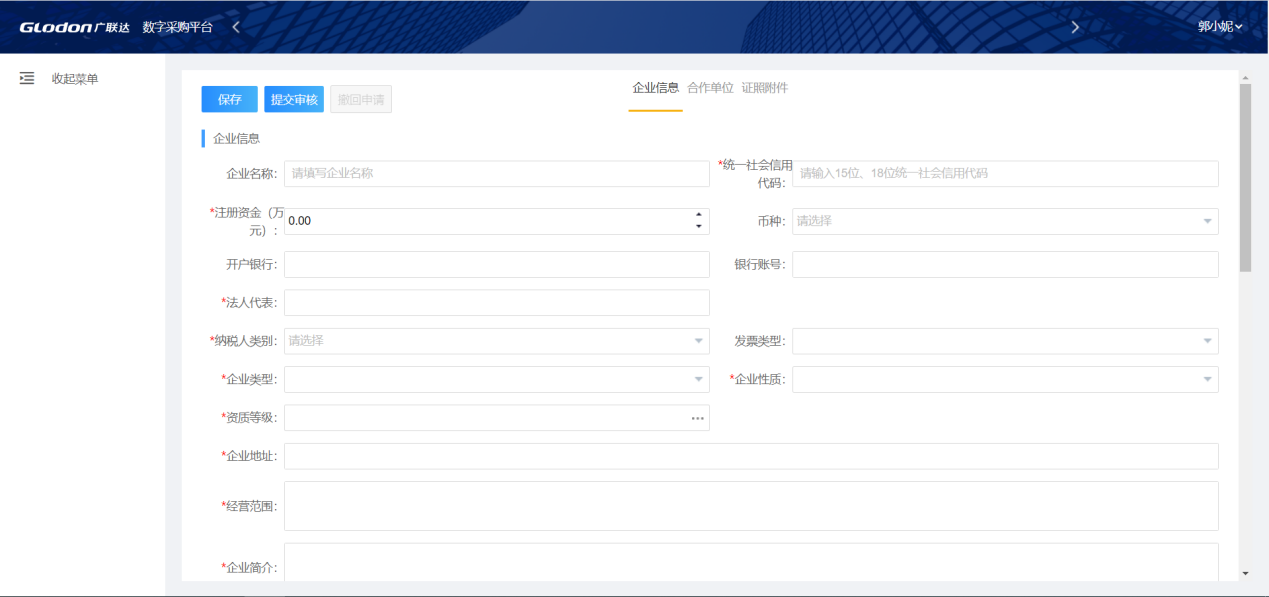 GLODON广联达 数字采购平台
郭小妮
收起菜单
保存 提交审核 撤回申请
企业信息 合作单位 证照附件
企业信息
企业名称: 请填写企业名称
*统一社会信用
代码: 请输入15位、18位统一社会信用代码
*注册资金（万
元）: 0.00
币种: 请选择
开户银行:
银行账号:
*法人代表:
*纳税人类别: 请选择
发票类型:
*企业类型:
*企业性质:
*资质等级: ...
*企业地址:
*经营范围:
*企业简介: